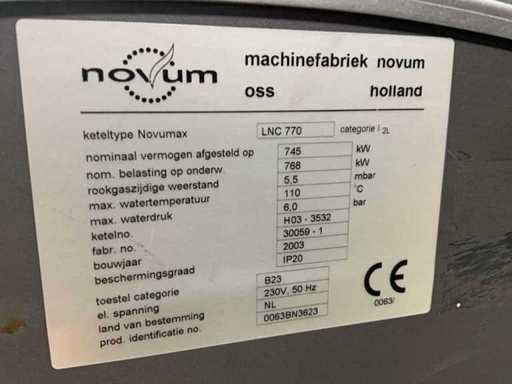 novum
machinefabriek novum
oss holland
keteltype Novumax LNC 770 categorie I 2L
nominaal vermogen afgesteld op 745 kW
nom. belasting op onderw. 768 kW
rookgaszijdige weerstand 5,5 mbar
max. watertemperatuur 110 °C
max. waterdruk 6,0 bar
ketelno. H03 - 3532
fabr. no. 30059 - 1
bouwjaar 2003
beschermingsgraad IP20
toestel categorie B23
el. spanning 230V, 50 Hz
land van bestemming NL
prod. identificatie no. 0063BN3623
CE
0063/